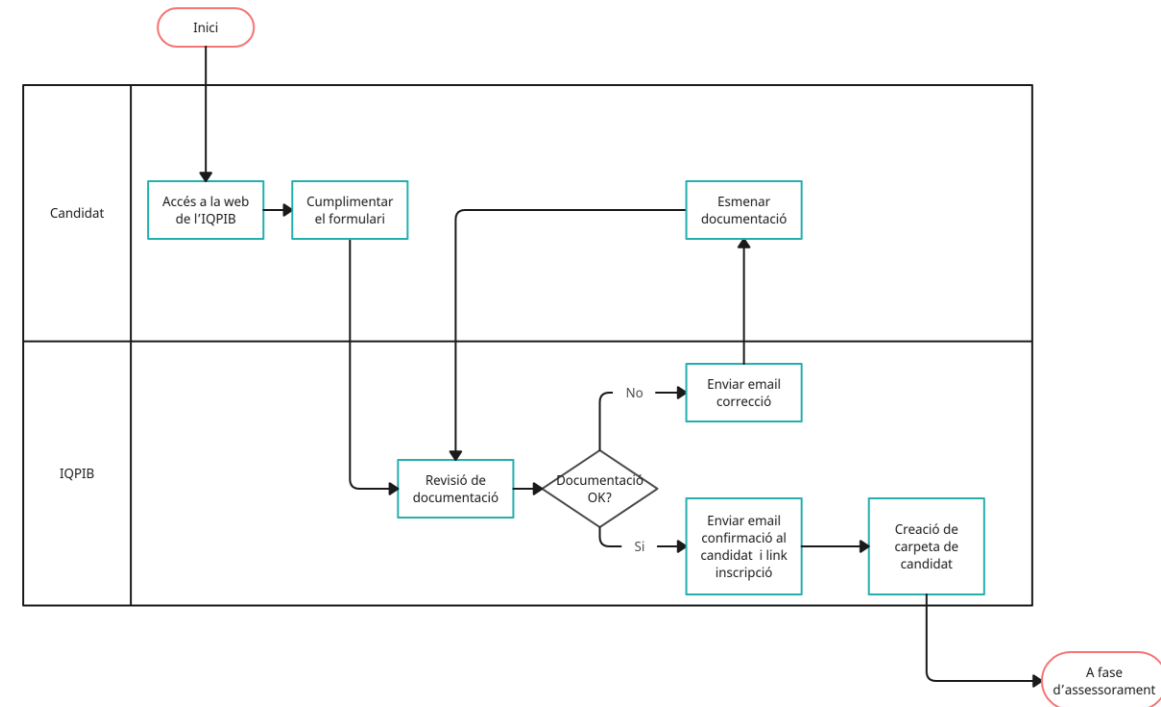 Inici
Candidat
Accés a la web
de l'IQPIB
Cumplimentar
el formulari
Esmenar
documentació
IQPIB
Enviar email
correcció
No
Revisió de
documentació
Documentació
OK?
Si
Enviar email
confirmació al
candidat i link
inscripció
Creació de
carpeta de
candidat
A fase
d'assessorament